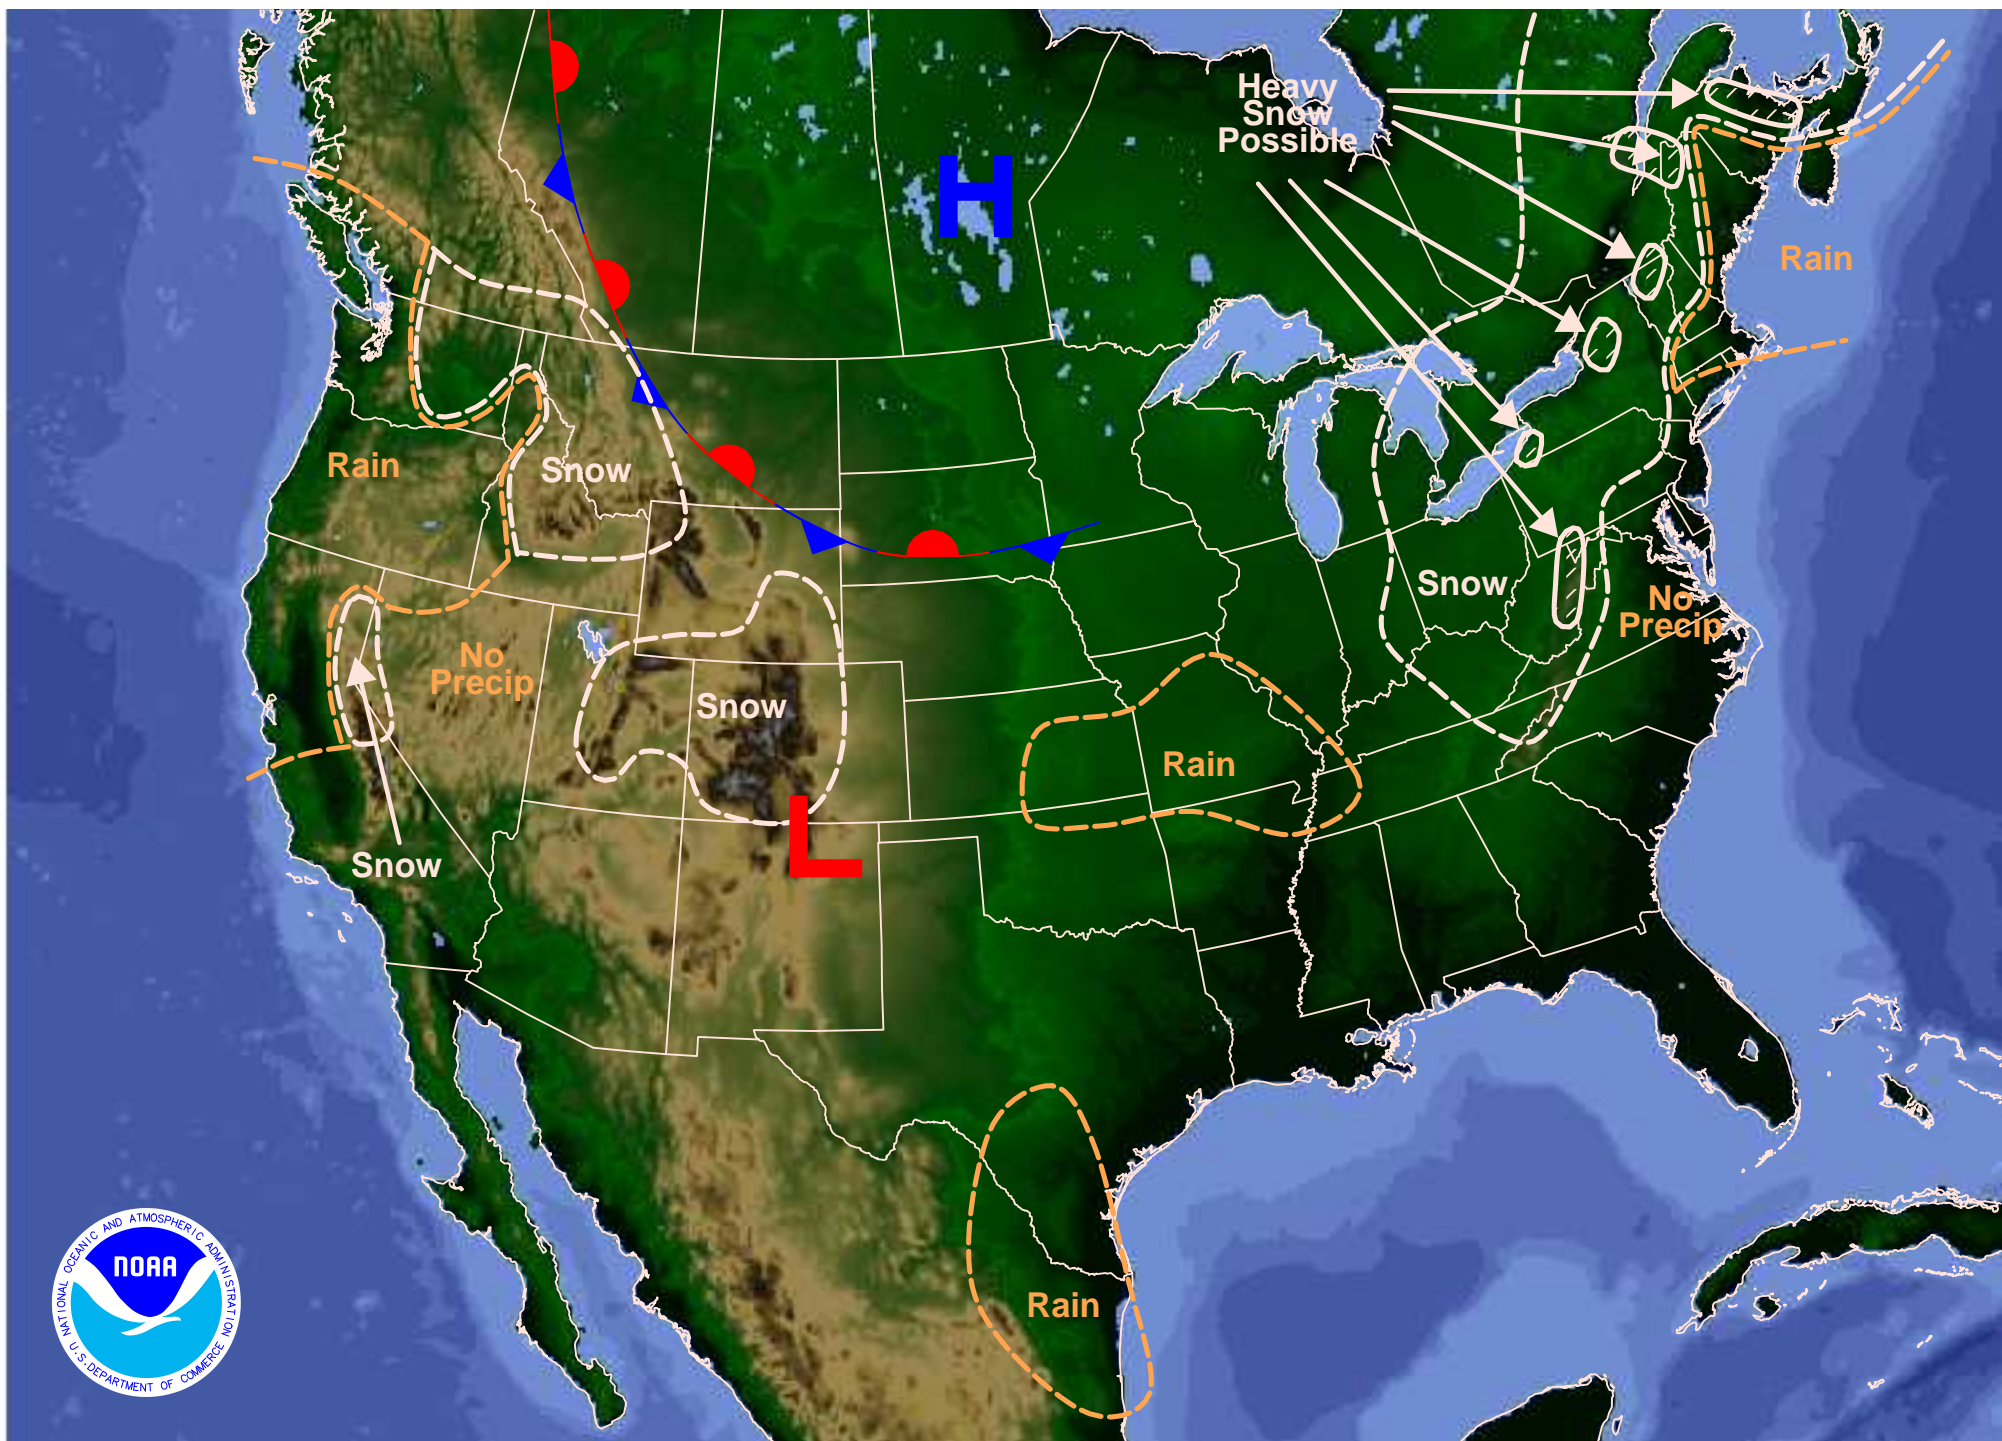 Heavy
Snow
Possible
H
Rain
Rain
Snow
Snow
No
Precip
No
Precip
Snow
Rain
L
Snow
Rain
NATIONAL OCEANIC AND ATMOSPHERIC ADMINISTRATION
NOAA
U.S. DEPARTMENT OF COMMERCE